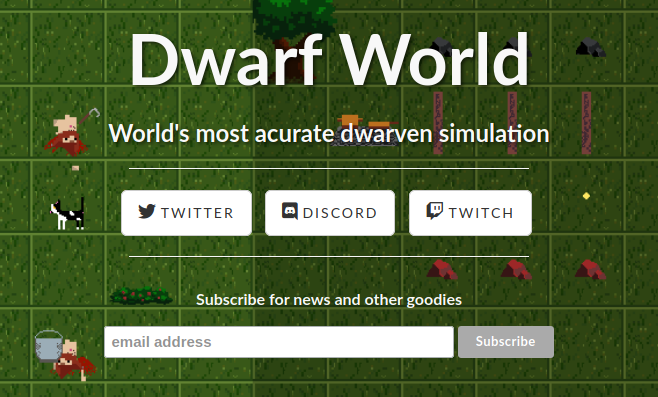 Dwarf World
World's most acurate dwarven simulation
TWITTER
DISCORD
TWITCH
Subscribe for news and other goodies
email address
Subscribe